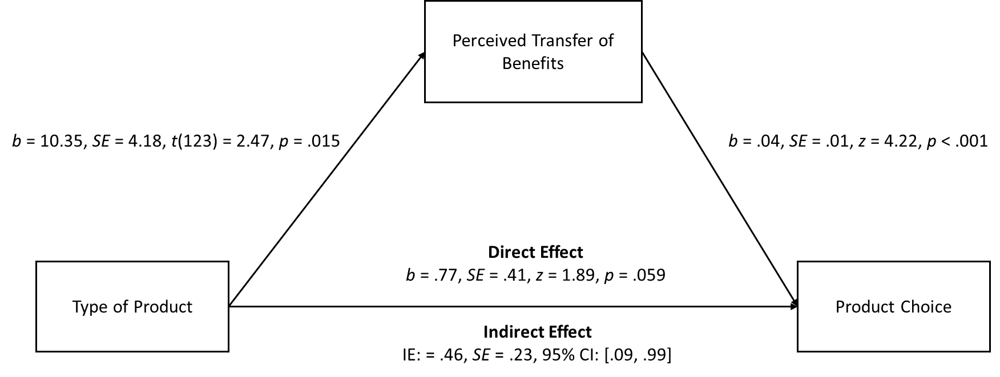 Perceived Transfer of
Benefits
b = 10.35, SE = 4.18, t(123) = 2.47, p = .015
b = .04, SE = .01, z = 4.22, p < .001
Direct Effect
b = .77, SE = .41, z = 1.89, p = .059
Type of Product
Product Choice
Indirect Effect
IE: = .46, SE = .23, 95% CI: [.09, .99]